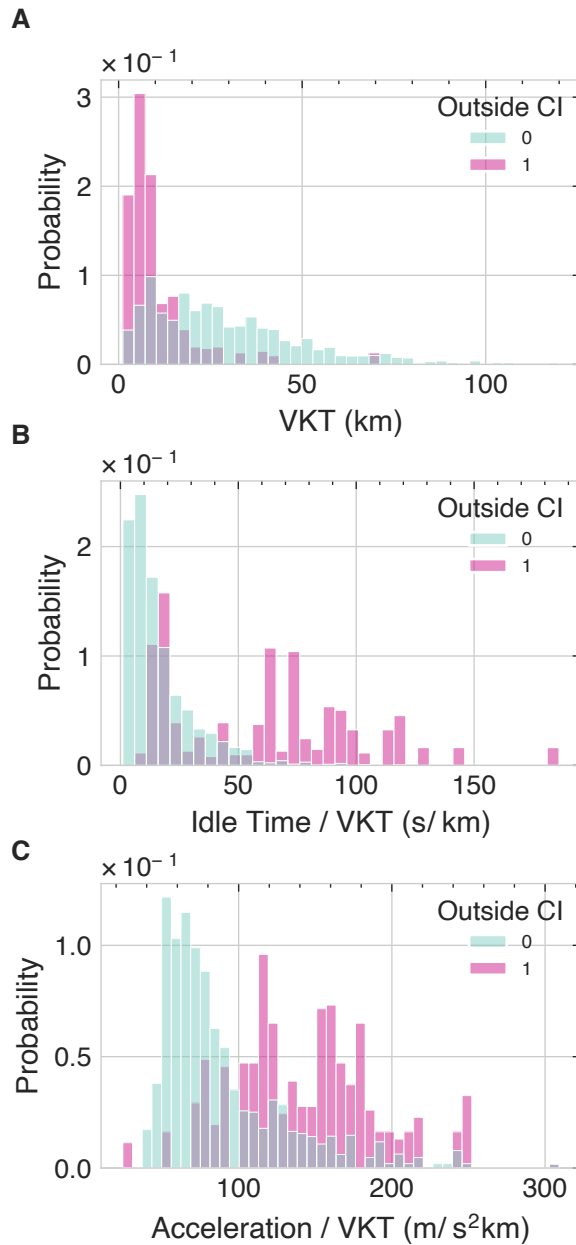 A
× 10⁻¹
Outside CI
0
1
3
2
1
0
Probability
0 50 100
VKT (km)
B
× 10⁻¹
Outside CI
0
1
2
1
0
Probability
0 50 100 150
Idle Time / VKT (s/ km)
C
× 10⁻¹
Outside CI
0
1
1.0
0.5
0.0
Probability
100 200 300
Acceleration / VKT (m/ s²km)